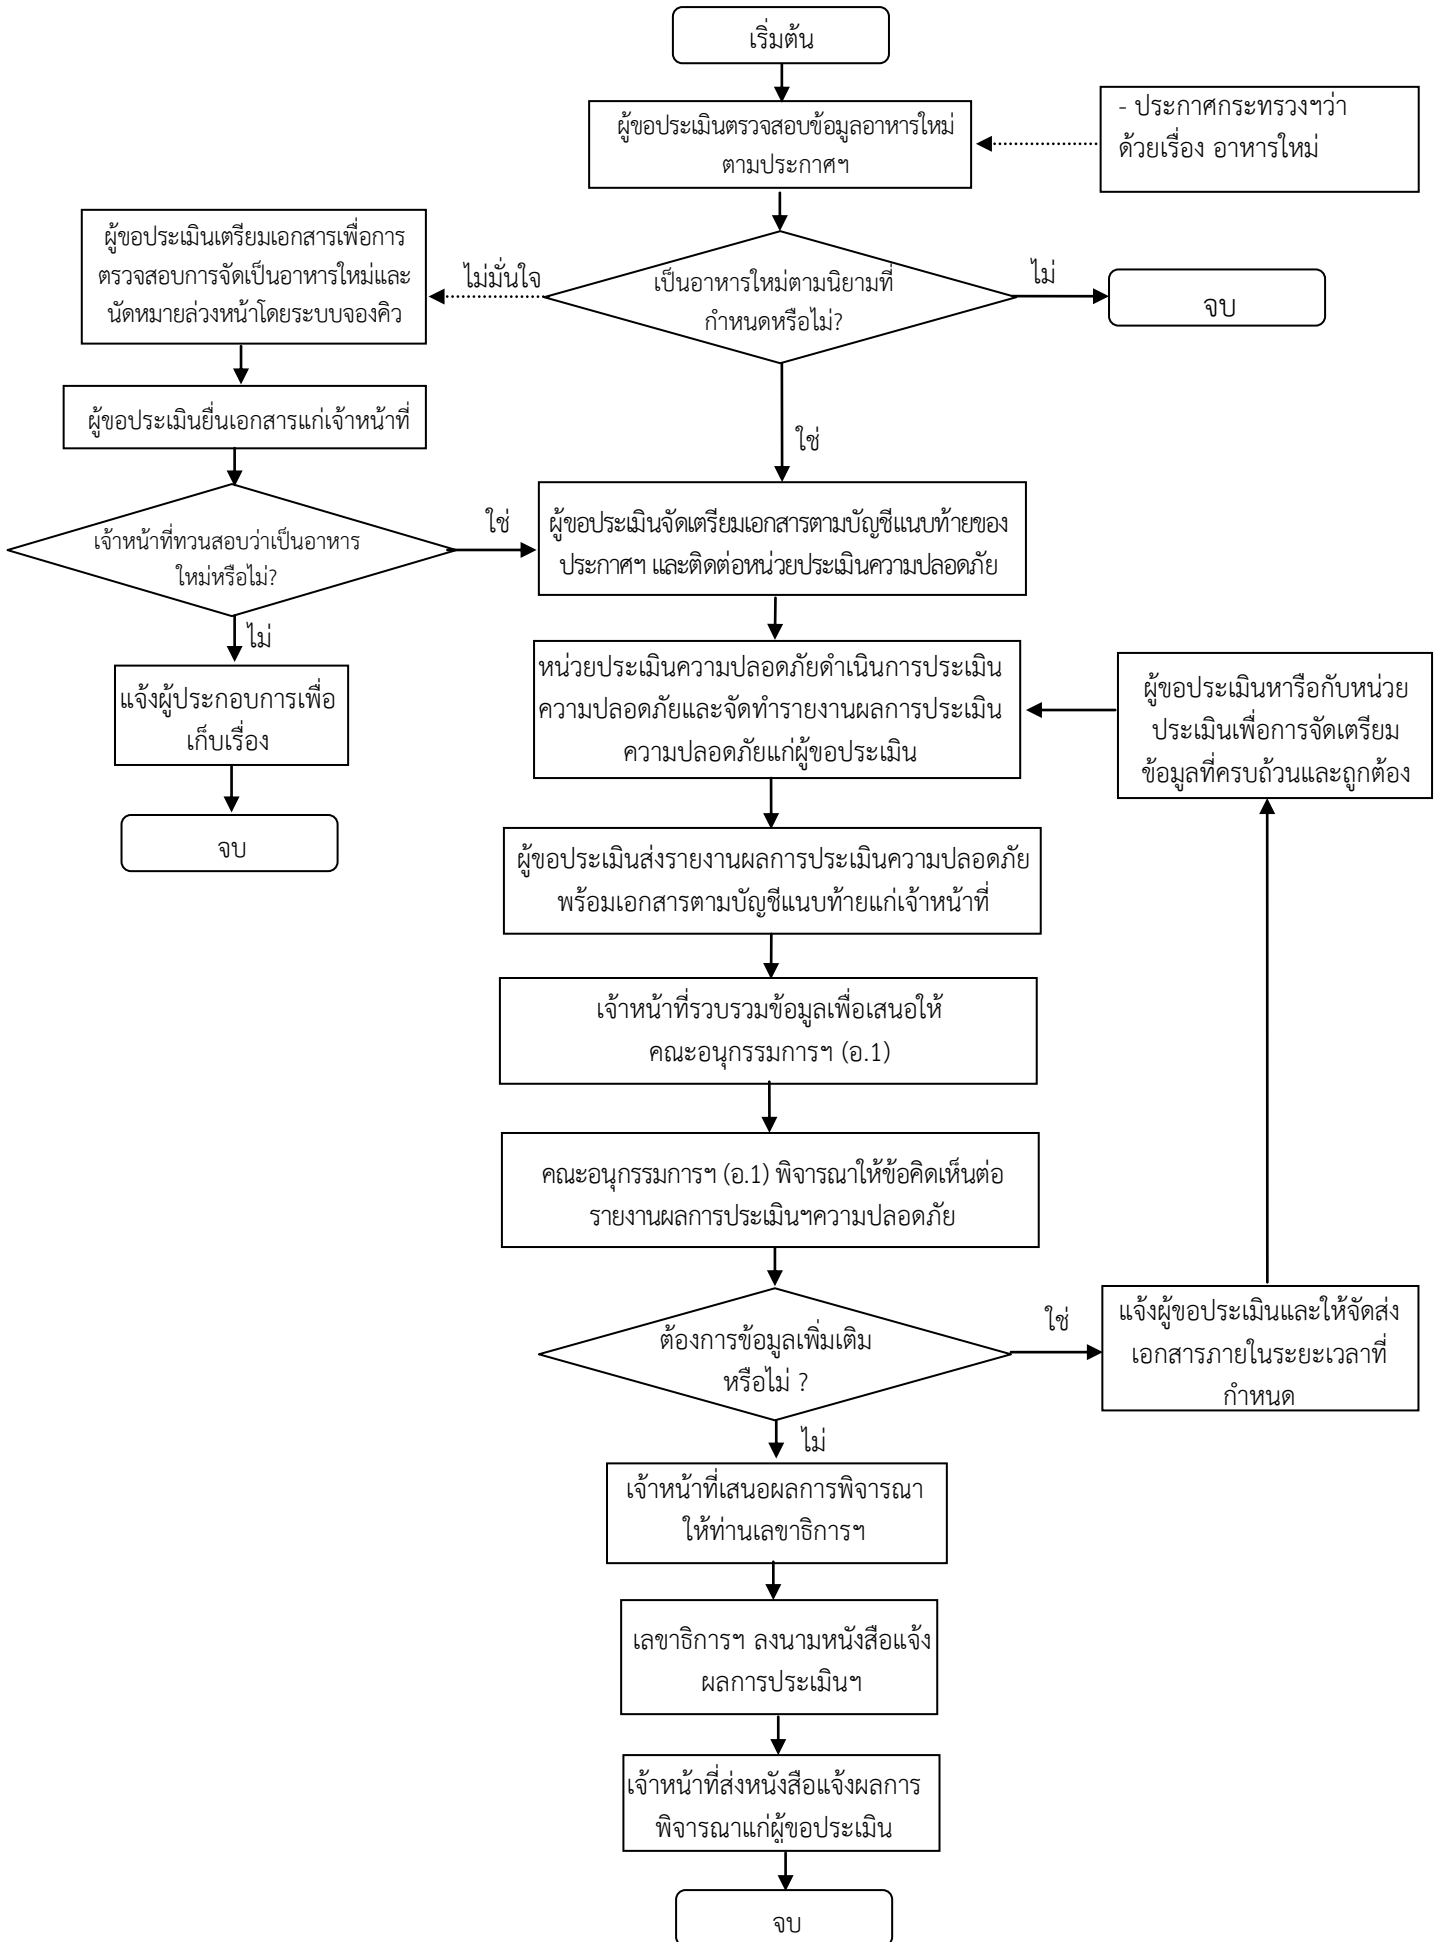 เริ่มต้น
ผู้ขอประเมินตรวจสอบข้อมูลอาหารใหม่
ตามประกาศฯ
- ประกาศกระทรวงฯว่า
ด้วยเรื่อง อาหารใหม่
ผู้ขอประเมินเตรียมเอกสารเพื่อการ
ตรวจสอบการจัดเป็นอาหารใหม่และ
นัดหมายล่วงหน้าโดยระบบจองคิว
ไม่มั่นใจ
เป็นอาหารใหม่ตามนิยามที่
กำหนดหรือไม่?
ไม่
จบ
ผู้ขอประเมินยื่นเอกสารแก่เจ้าหน้าที่
ใช่
เจ้าหน้าที่ทวนสอบว่าเป็นอาหาร
ใหม่หรือไม่?
ใช่
ผู้ขอประเมินจัดเตรียมเอกสารตามบัญชีแนบท้ายของ
ประกาศฯ และติดต่อหน่วยประเมินความปลอดภัย
ไม่
แจ้งผู้ประกอบการเพื่อ
เก็บเรื่อง
จบ
หน่วยประเมินความปลอดภัยดำเนินการประเมิน
ความปลอดภัยและจัดทำรายงานผลการประเมิน
ความปลอดภัยแก่ผู้ขอประเมิน
ผู้ขอประเมินหารือกับหน่วย
ประเมินเพื่อการจัดเตรียม
ข้อมูลที่ครบถ้วนและถูกต้อง
ผู้ขอประเมินส่งรายงานผลการประเมินความปลอดภัย
พร้อมเอกสารตามบัญชีแนบท้ายแก่เจ้าหน้าที่
เจ้าหน้าที่รวบรวมข้อมูลเพื่อเสนอให้
คณะอนุกรรมการฯ (อ.1)
คณะอนุกรรมการฯ (อ.1) พิจารณาให้ข้อคิดเห็นต่อ
รายงานผลการประเมินฯความปลอดภัย
ต้องการข้อมูลเพิ่มเติม
หรือไม่ ?
ใช่
แจ้งผู้ขอประเมินและให้จัดส่ง
เอกสารภายในระยะเวลาที่
กำหนด
ไม่
เจ้าหน้าที่เสนอผลการพิจารณา
ให้ท่านเลขาธิการฯ
เลขาธิการฯ ลงนามหนังสือแจ้ง
ผลการประเมินฯ
เจ้าหน้าที่ส่งหนังสือแจ้งผลการ
พิจารณาแก่ผู้ขอประเมิน
จบ